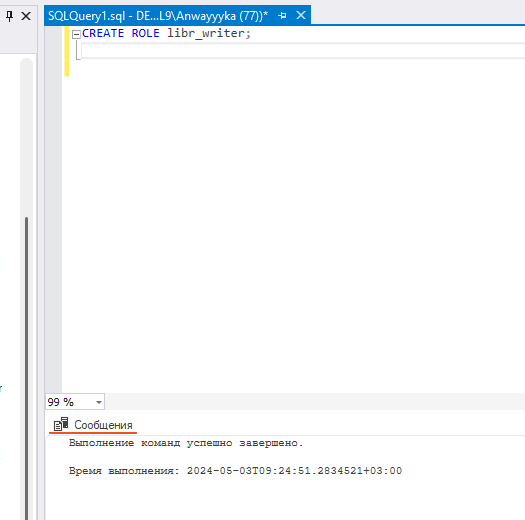 SQLQuery1.sql - DE...L9\Anwayyyka (77))*
CREATE ROLE libr_writer;
99 %
Сообщения
Выполнение команд успешно завершено.
Время выполнения: 2024-05-03T09:24:51.2834521+03:00